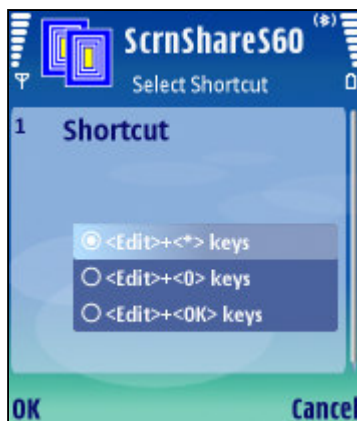 ScrnShareS60
Select Shortcut
1 Shortcut
<Edit>+<*> keys
<Edit>+<0> keys
<Edit>+<OK> keys
OK Cancel